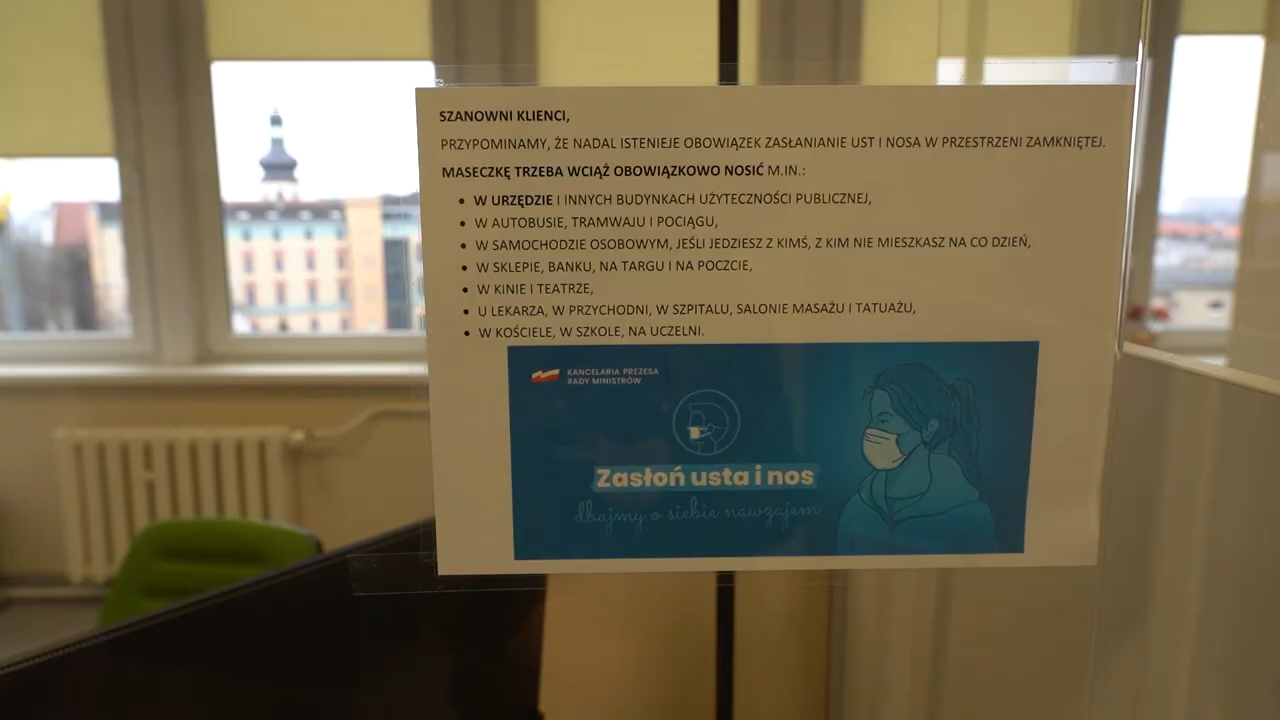 SZANOWNI KLIENCI,
PRZYPOMINAMY, ŻE NADAL ISTENIEJE OBOWIĄZEK ZASŁANIANIE UST I NOSA W PRZESTRZENI ZAMKNIĘTEJ.
MASECZKĘ TRZEBA WCIĄŻ OBOWIĄZKOWO NOSIĆ M.IN.:
• W URZĘDZIE I INNYCH BUDYNKACH UŻYTECZNOŚCI PUBLICZNEJ,
• W AUTOBUSIE, TRAMWAJU I POCIĄGU,
• W SAMOCHODZIE OSOBOWYM, JEŚLI JEDZIESZ Z KIMŚ, Z KIM NIE MIESZKASZ NA CO DZIEŃ,
• W SKLEPIE, BANKU, NA TARGU I NA POCZCIE,
• W KINIE I TEATRZE,
• U LEKARZA, W PRZYCHODNI, W SZPITALU, SALONIE MASAŻU I TATUAŻU,
• W KOŚCIELE, W SZKOLE, NA UCZELNI.
KANCELARIA PREZESA
RADY MINISTRÓW
Zasłoń usta i nos
dbajmy o siebie nawzajem